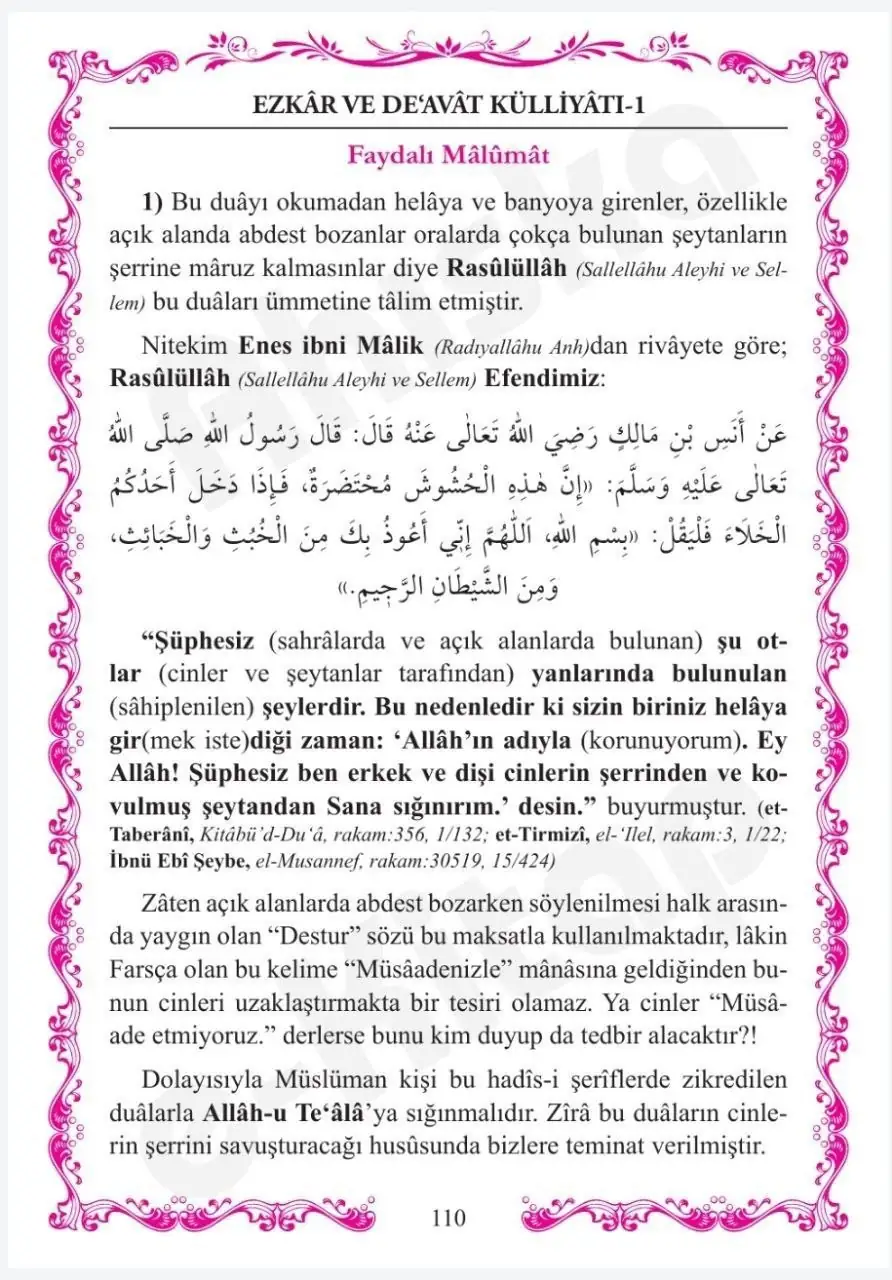 EZKÂR VE DE‘AVÂT KÜLLİYÂTI-1
Faydalı Mâlûmât
1) Bu duâyı okumadan helâya ve banyoya girenler, özellikle
açık alanda abdest bozanlar oralarda çokça bulunan şeytanların
şerrine mâruz kalmasınlar diye Rasûlüllâh (Sallellâhu Aleyhi ve Sel-
lem) bu duâları ümmetine tâlim etmiştir.
Nitekim Enes ibni Mâlik (Radıyallâhu Anh)dan rivâyete göre;
Rasûlüllâh (Sallellâhu Aleyhi ve Sellem) Efendimiz:
عَنْ أَنَسِ بْنِ مَالِكٍ رَضِيَ اللهُ تَعَالٰى عَنْهُ قَالَ: قَالَ رَسُولُ اللهِ صَلَّى اللهُ
تَعَالٰى عَلَيْهِ وَسَلَّمَ: «إِنَّ هٰذِهِ الْحُشُوشَ مُحْتَضَرَةٌ، فَإِذَا دَخَلَ أَحَدُكُمُ
الْخَلَاءَ فَلْيَقُلْ: «بِسْمِ اللهِ، اَللّٰهُمَّ إِنِّي أَعُوذُ بِكَ مِنَ الْخُبُثِ وَالْخَبَائِثِ،
وَمِنَ الشَّيْطَانِ الرَّجِيمِ.»
“Şüphesiz (sahrâlarda ve açık alanlarda bulunan) şu ot-
lar (cinler ve şeytanlar tarafından) yanlarında bulunulan
(sâhiplenilen) şeylerdir. Bu nedenledir ki sizin biriniz helâya
gir(mek iste)diği zaman: ‘Allâh’ın adıyla (korunuyorum). Ey
Allâh! Şüphesiz ben erkek ve dişi cinlerin şerrinden ve ko-
vulmuş şeytandan Sana sığınırım.’ desin.” buyurmuştur. (et-
Taberânî, Kitâbü’d-Du‘â, rakam:356, 1/132; et-Tirmizî, el-‘Ilel, rakam:3, 1/22;
İbnü Ebî Şeybe, el-Musannef, rakam:30519, 15/424)
Zâten açık alanlarda abdest bozarken söylenilmesi halk arasın-
da yaygın olan “Destur” sözü bu maksatla kullanılmaktadır, lâkin
Farsça olan bu kelime “Müsâadenizle” mânâsına geldiğinden bu-
nun cinleri uzaklaştırmakta bir tesiri olamaz. Ya cinler “Müsâ-
ade etmiyoruz.” derlerse bunu kim duyup da tedbir alacaktır?!
Dolayısıyla Müslüman kişi bu hadîs-i şerîflerde zikredilen
duâlarla Allâh-u Te‘âlâ’ya sığınmalıdır. Zîrâ bu duâların cinle-
rin şerrini savuşturacağı husûsunda bizlere teminat verilmiştir.
110
Ahıska
e-kitap